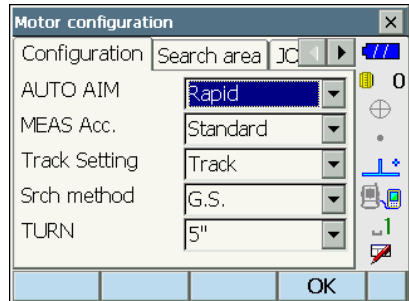 Motor configuration
Configuration Search area JO
AUTO AIM Rapid
0
MEAS Acc. Standard
Track Setting Track
Srch method G.S.
TURN 5"
1
OK